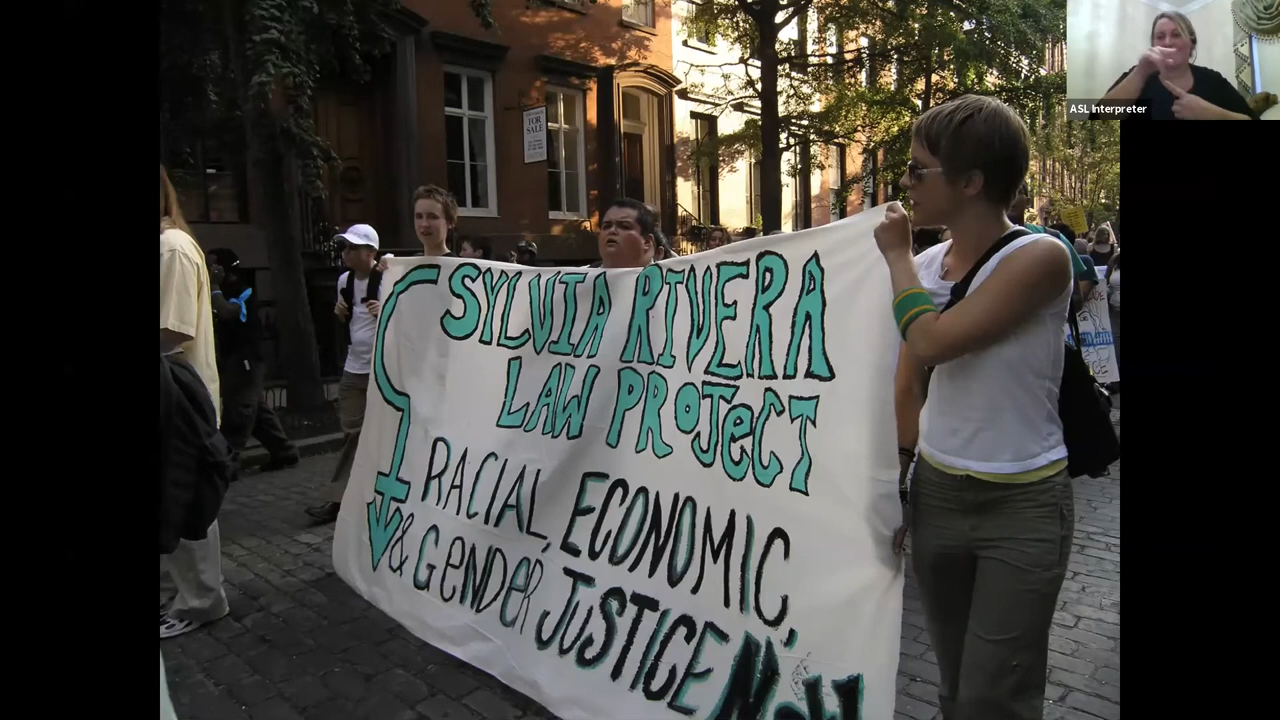 ASL Interpreter
FOR
SALE
SYLVIA RIVERA
LAW PROJECT
RACIAL, ECONOMIC,
& GENDER JUSTICE NOW